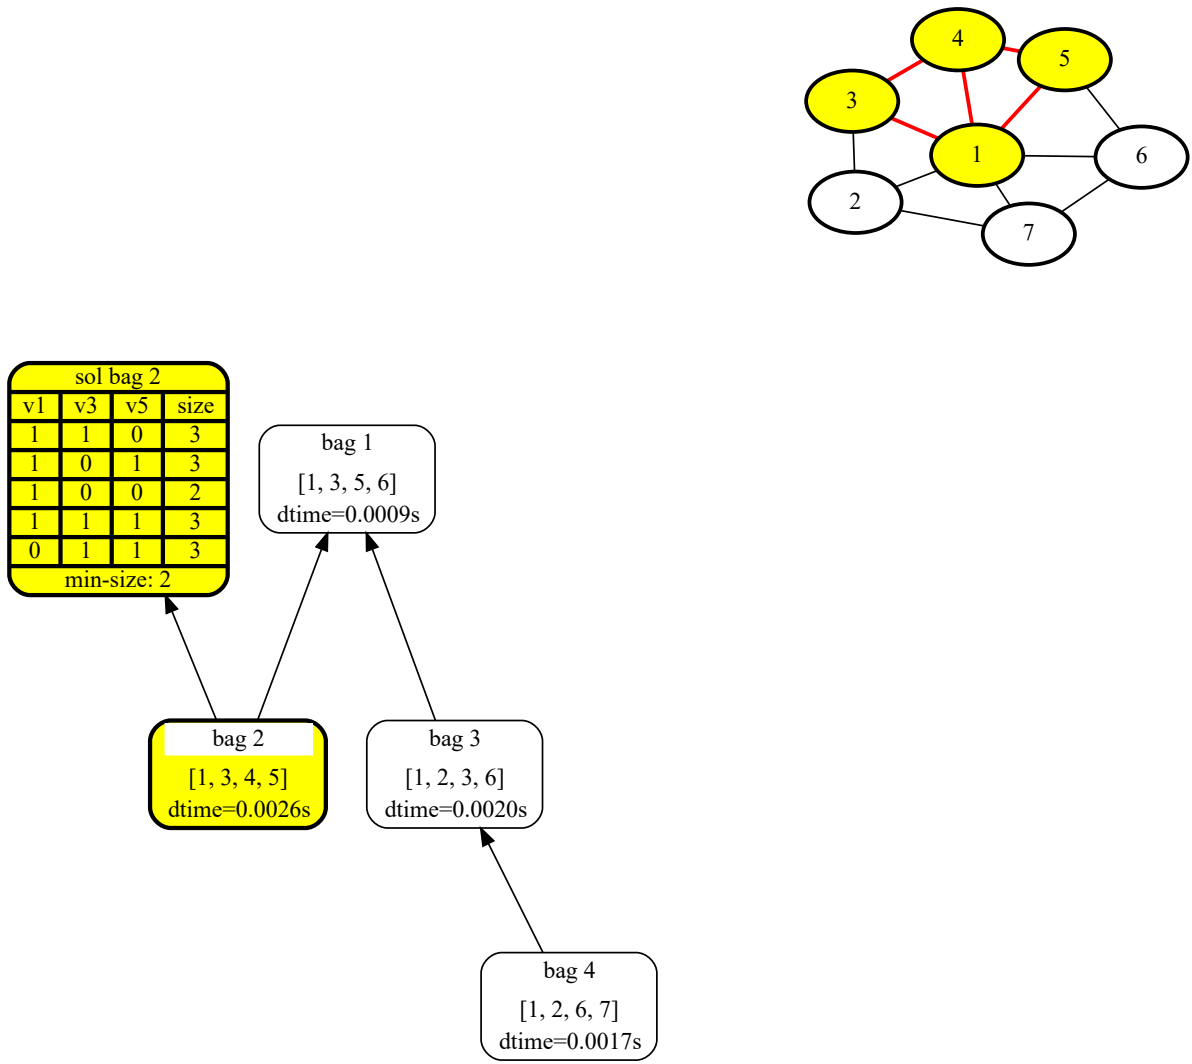 4
5
3
1
6
2
7
sol bag 2
v1 v3 v5 size
1 1 0 3
1 0 1 3
1 0 0 2
1 1 1 3
0 1 1 3
min-size: 2
bag 1
[1, 3, 5, 6]
dtime=0.0009s
bag 2
[1, 3, 4, 5]
dtime=0.0026s
bag 3
[1, 2, 3, 6]
dtime=0.0020s
bag 4
[1, 2, 6, 7]
dtime=0.0017s